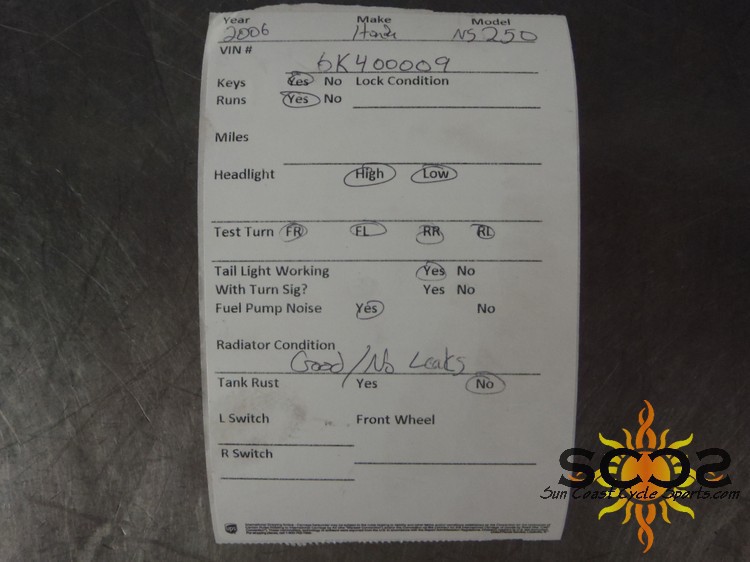 Year Make Model
2006 Honda NS250
VIN #
6K400009
Keys Yes No Lock Condition
Runs Yes No
Miles
Headlight High Low
Test Turn FR FL RR RL
Tail Light Working Yes No
With Turn Sig? Yes No
Fuel Pump Noise Yes No
Radiator Condition
Good/No Leaks
Tank Rust Yes No
L Switch Front Wheel
R Switch
SCCS
Sun Coast Cycle Sports.com
ups